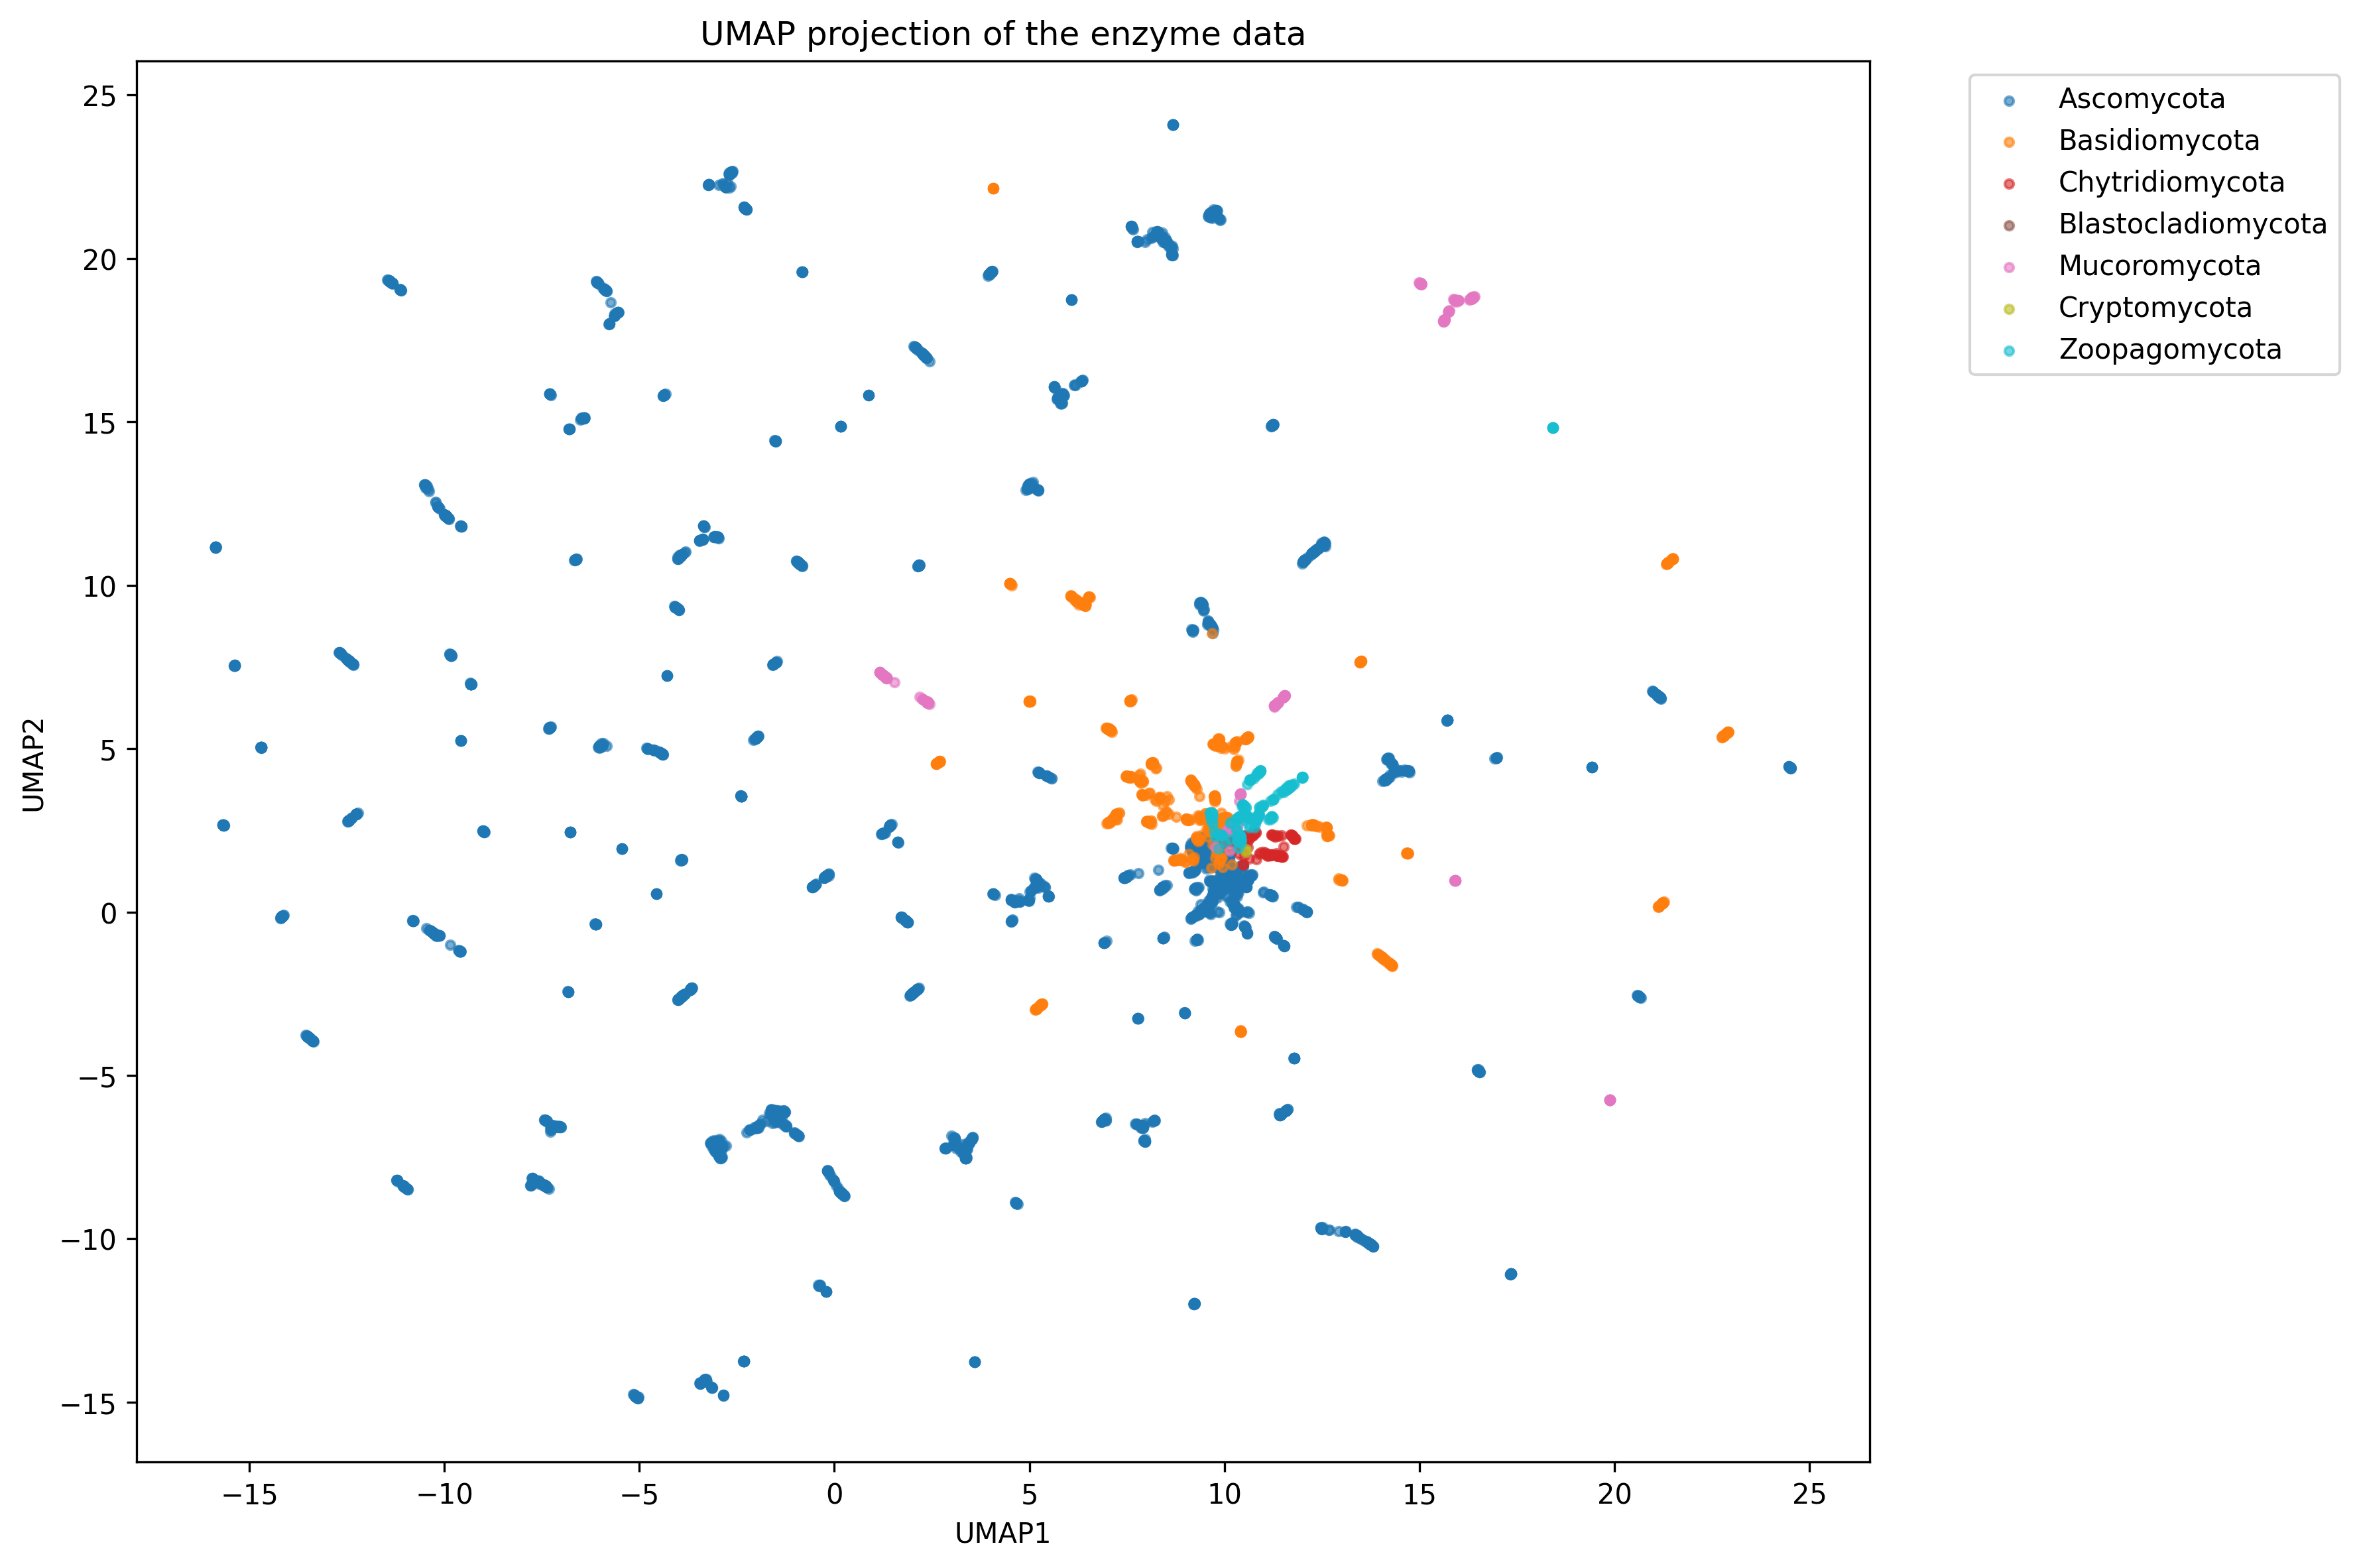 UMAP projection of the enzyme data
25
20
15
10
5
0
−5
−10
−15
UMAP2
−15 −10 −5 0 5 10 15 20 25
UMAP1
Ascomycota
Basidiomycota
Chytridiomycota
Blastocladiomycota
Mucoromycota
Cryptomycota
Zoopagomycota